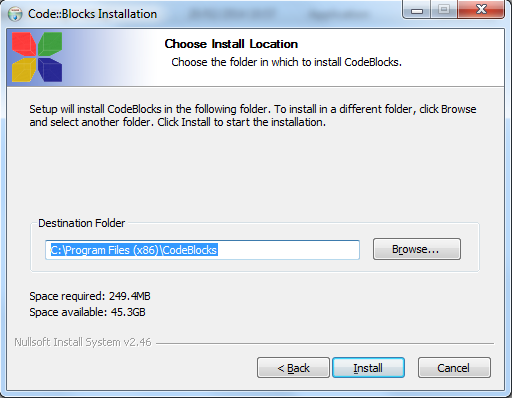 Code::Blocks Installation
Choose Install Location
Choose the folder in which to install CodeBlocks.
Setup will install CodeBlocks in the following folder. To install in a different folder, click Browse
and select another folder. Click Install to start the installation.
Destination Folder
C:\Program Files (x86)\CodeBlocks
Browse...
Space required: 249.4MB
Space available: 45.3GB
Nullsoft Install System v2.46
< Back
Install
Cancel